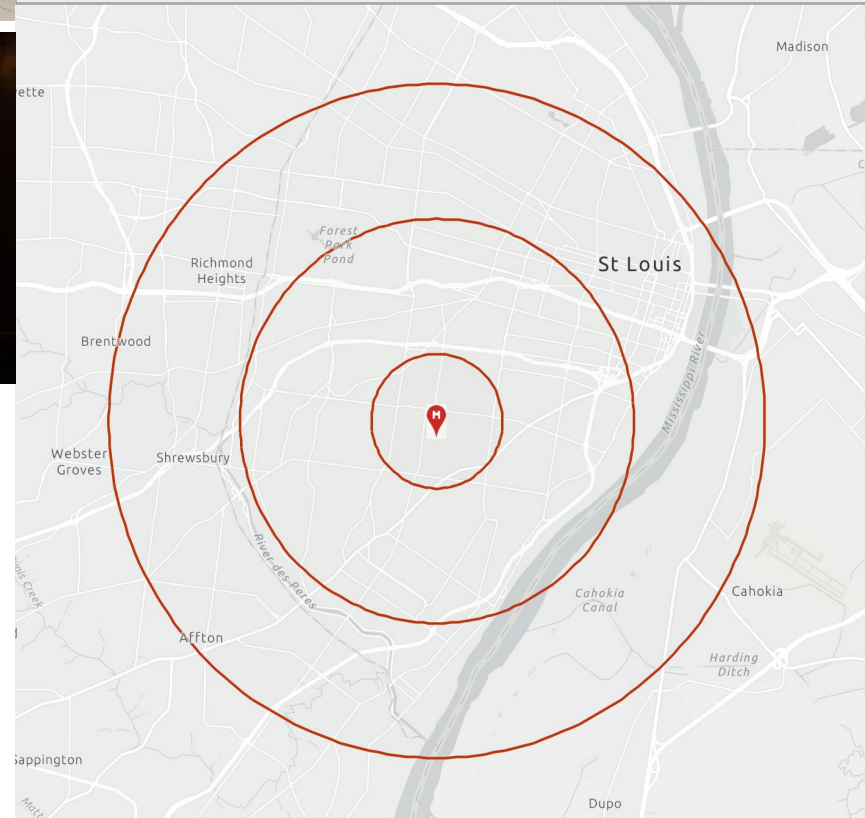 Madison
ette
Forest
Park
Pond
Richmond
Heights
St Louis
Brentwood
Mississippi River
M
Webster
Groves
Shrewsbury
River des Peres
Cahokia
Canal
Cahokia
Affton
Harding
Ditch
Sappington
Dupo